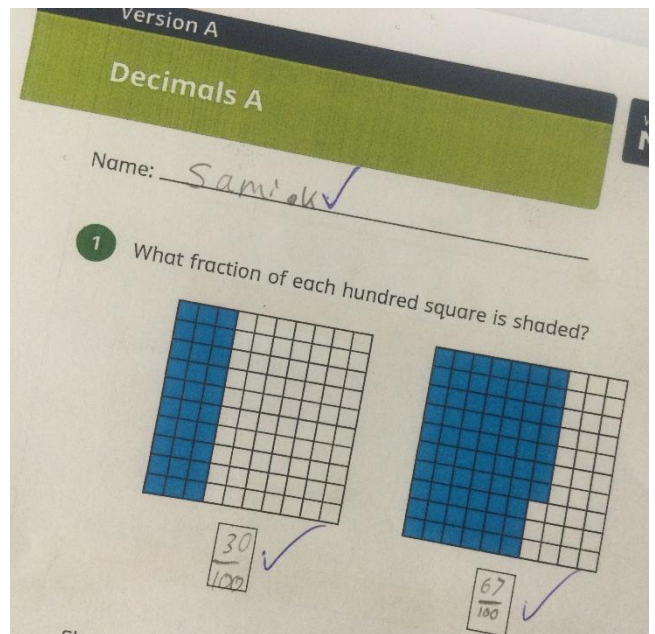 Version A
Decimals A
Name: Samiok
1 What fraction of each hundred square is shaded?
30
100
67
100